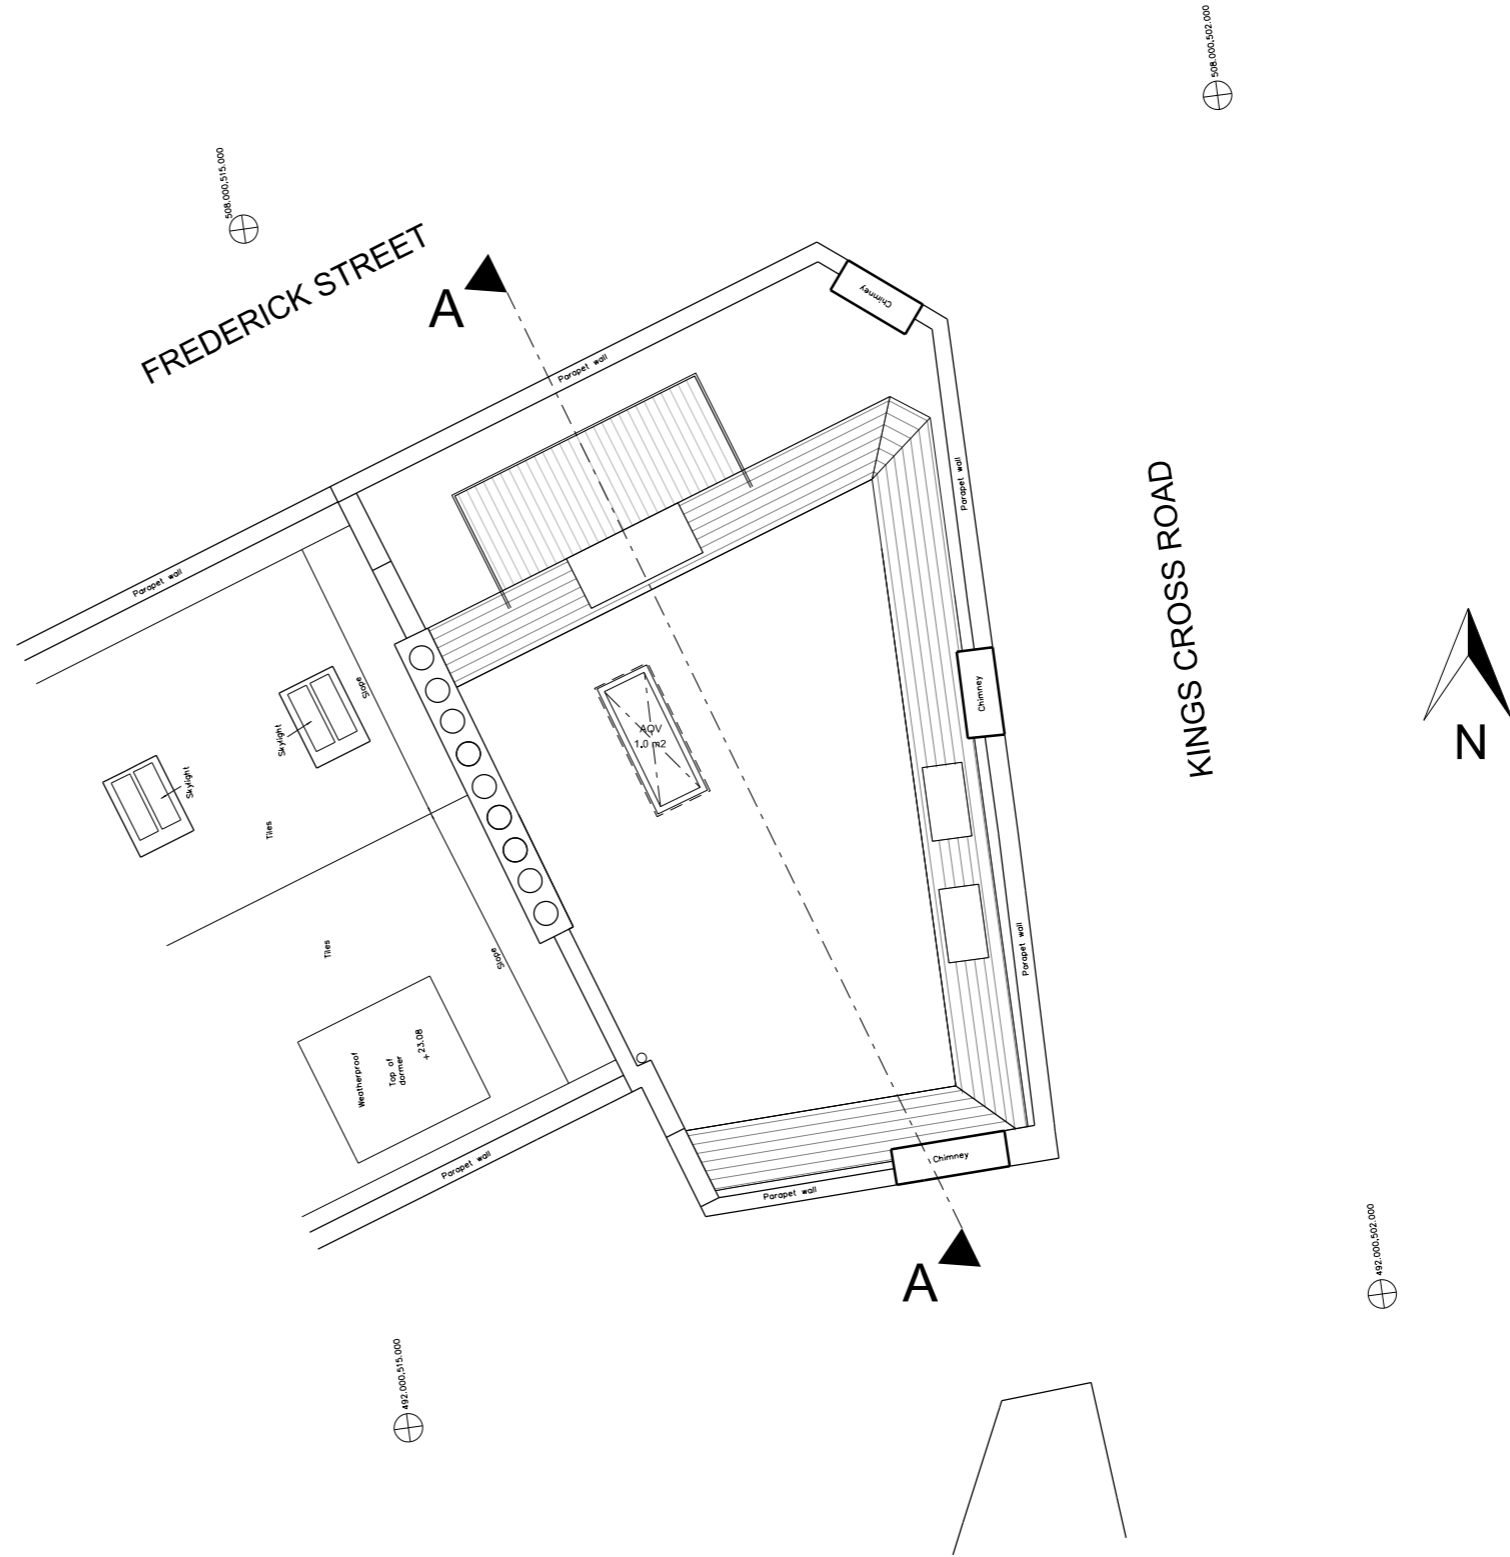 508.000,502.000
508.000,515.000
FREDERICK STREET
A
Chimney
Parapet wall
Parapet wall
KINGS CROSS ROAD
Parapet wall
Slope
Skylight
Skylight
Chimney
AOV
1.0 m2
N
Tiles
Tiles
Slope
Parapet wall
Weatherproof
Top of
dormer
+23.08
Parapet wall
Chimney
Parapet wall
A
492.000,502.000
492.000,515.000